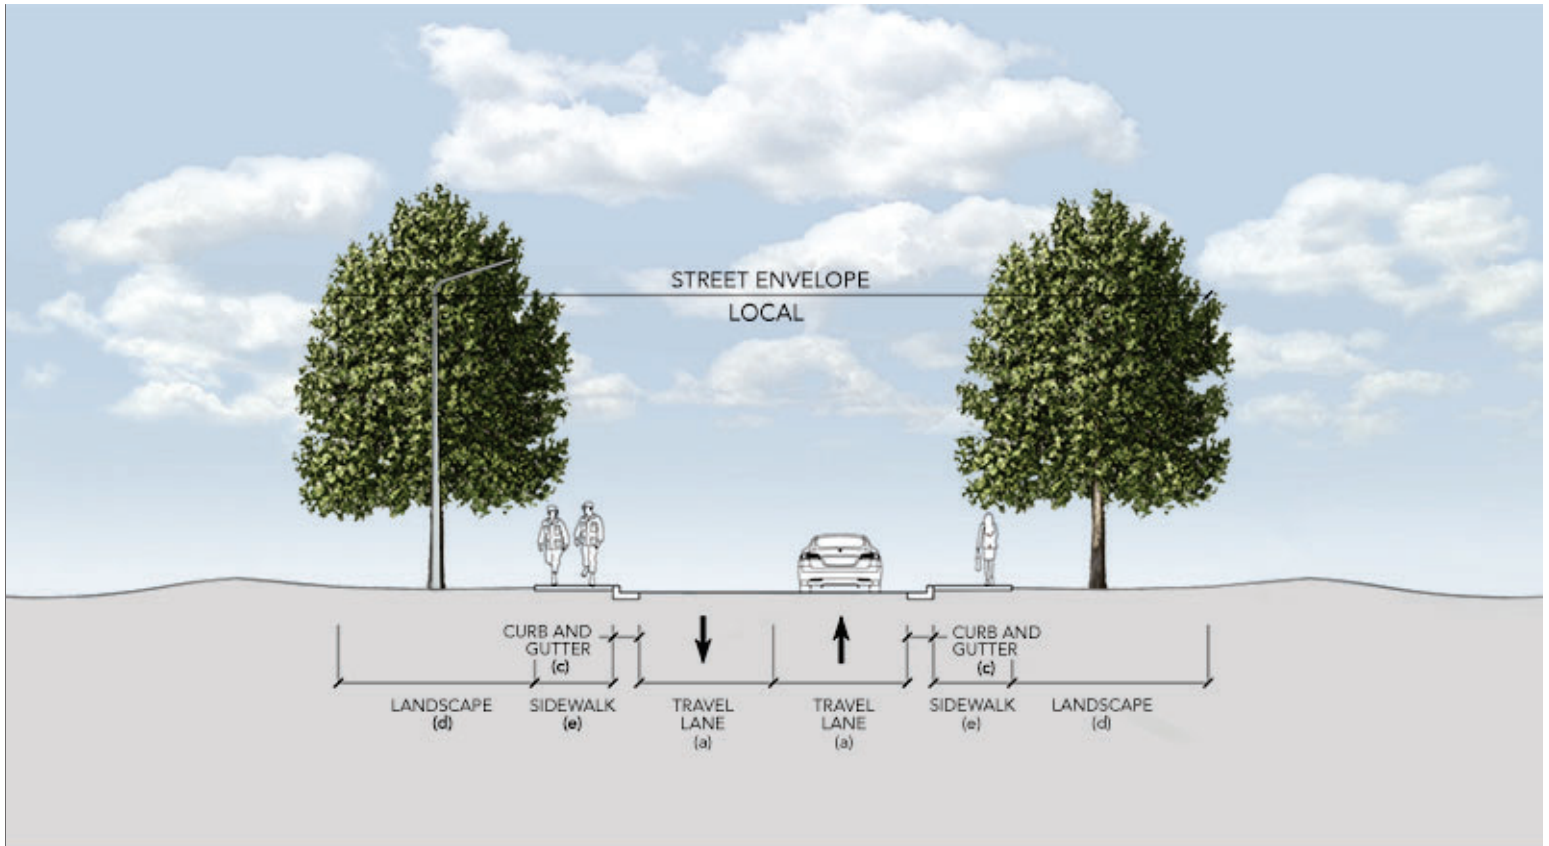 STREET ENVELOPE
LOCAL
CURB AND
GUTTER
(c)
CURB AND
GUTTER
(c)
LANDSCAPE
(d)
SIDEWALK
(e)
TRAVEL
LANE
(a)
TRAVEL
LANE
(a)
SIDEWALK
(e)
LANDSCAPE
(d)